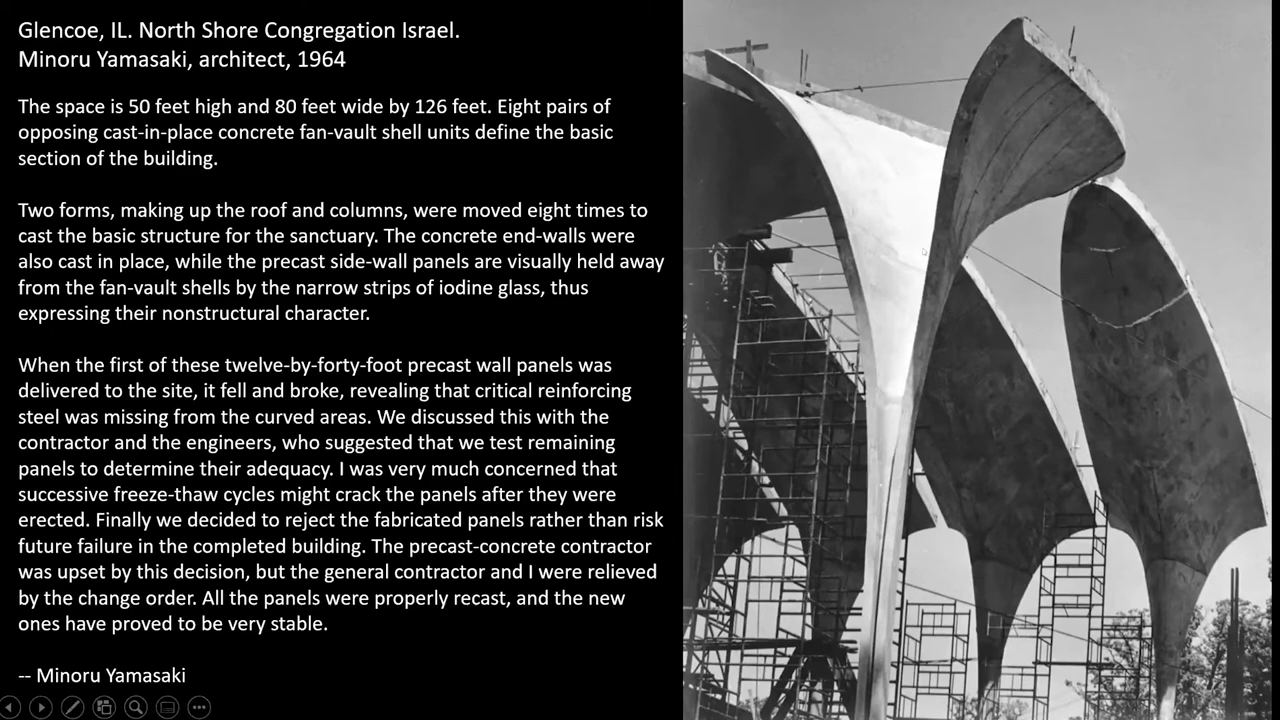 Glencoe, IL. North Shore Congregation Israel.
Minoru Yamasaki, architect, 1964
The space is 50 feet high and 80 feet wide by 126 feet. Eight pairs of
opposing cast-in-place concrete fan-vault shell units define the basic
section of the building.
Two forms, making up the roof and columns, were moved eight times to
cast the basic structure for the sanctuary. The concrete end-walls were
also cast in place, while the precast side-wall panels are visually held away
from the fan-vault shells by the narrow strips of iodine glass, thus
expressing their nonstructural character.
When the first of these twelve-by-forty-foot precast wall panels was
delivered to the site, it fell and broke, revealing that critical reinforcing
steel was missing from the curved areas. We discussed this with the
contractor and the engineers, who suggested that we test remaining
panels to determine their adequacy. I was very much concerned that
successive freeze-thaw cycles might crack the panels after they were
erected. Finally we decided to reject the fabricated panels rather than risk
future failure in the completed building. The precast-concrete contractor
was upset by this decision, but the general contractor and I were relieved
by the change order. All the panels were properly recast, and the new
ones have proved to be very stable.
-- Minoru Yamasaki